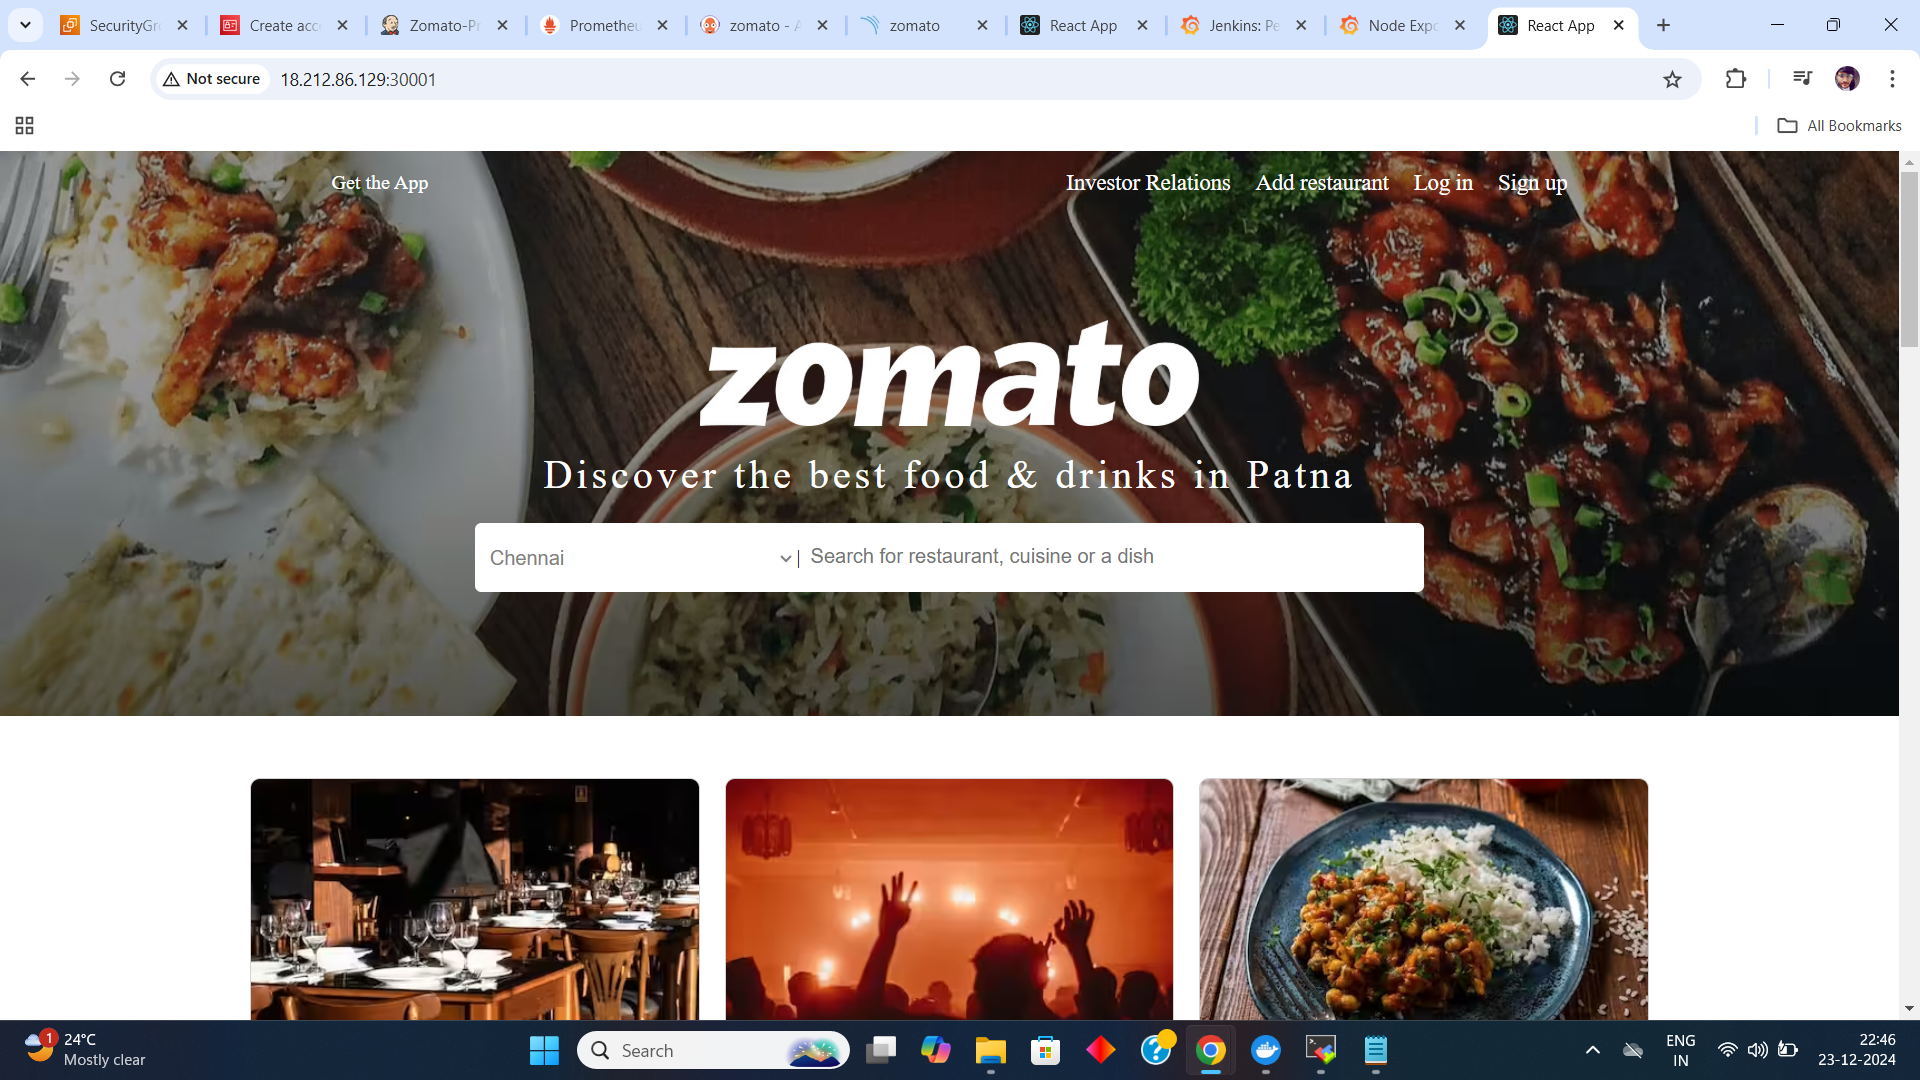 SecurityGro
Create acco
Zomato-Pr
Prometheu
zomato - A
zomato
React App
Jenkins: Pe
Node Expo
React App
Not secure
18.212.86.129:30001
All Bookmarks
Get the App
Investor Relations
Add restaurant
Log in
Sign up
zomato
Discover the best food & drinks in Patna
Chennai
Search for restaurant, cuisine or a dish
1
24°C
Mostly clear
Search
ENG
IN
22:46
23-12-2024